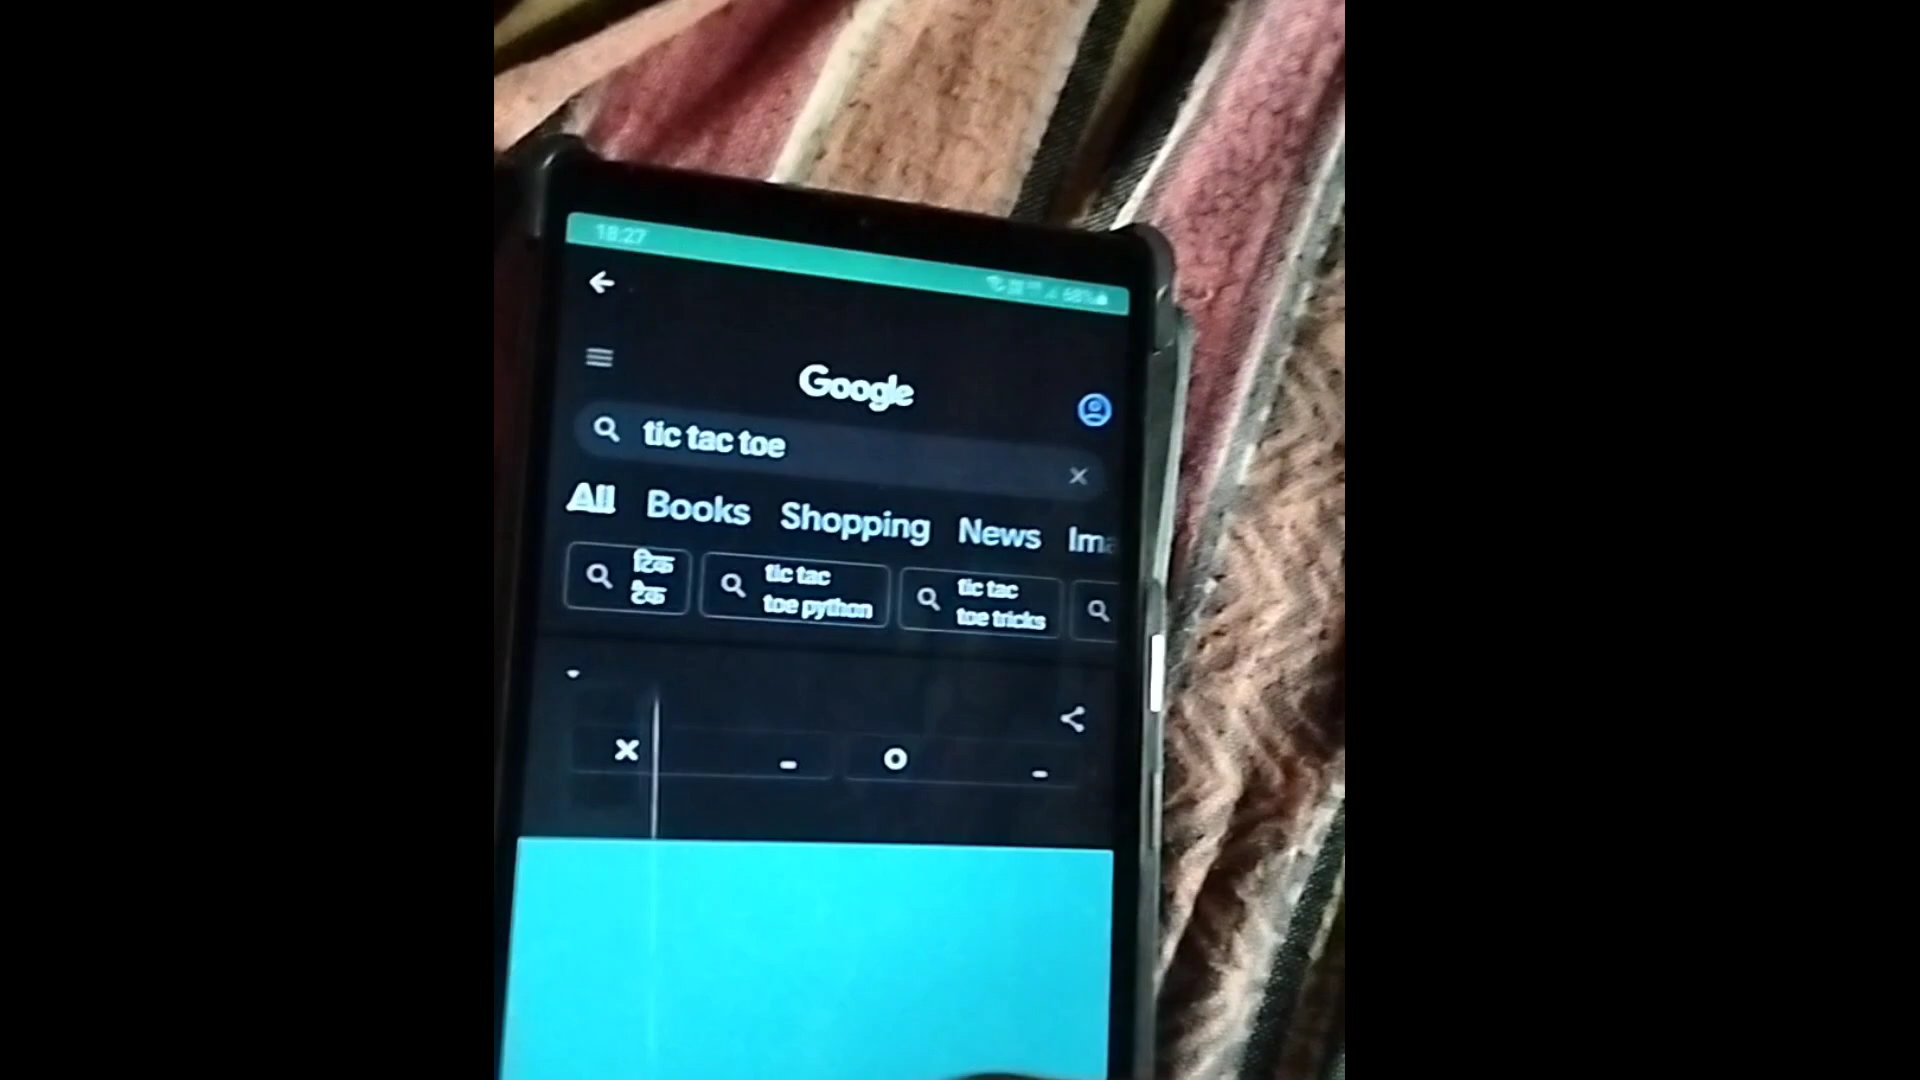 18:27
68%
Google
tic tac toe
All Books Shopping News Ima
टिक
टैक
tic tac
toe python
tic tac
toe tricks
× - O -